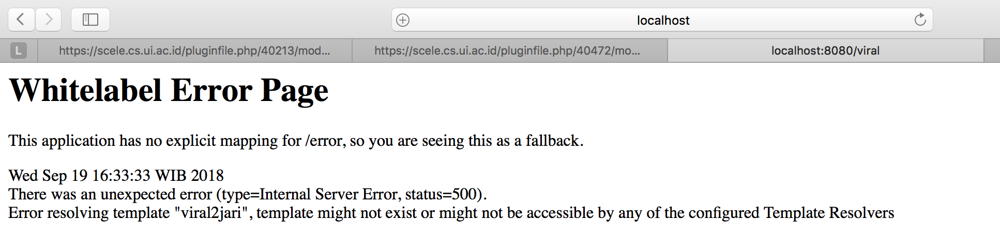 localhost
L
https://scele.cs.ui.ac.id/pluginfile.php/40213/mod...
https://scele.cs.ui.ac.id/pluginfile.php/40472/mo...
localhost:8080/viral
Whitelabel Error Page
This application has no explicit mapping for /error, so you are seeing this as a fallback.
Wed Sep 19 16:33:33 WIB 2018
There was an unexpected error (type=Internal Server Error, status=500).
Error resolving template "viral2jari", template might not exist or might not be accessible by any of the configured Template Resolvers